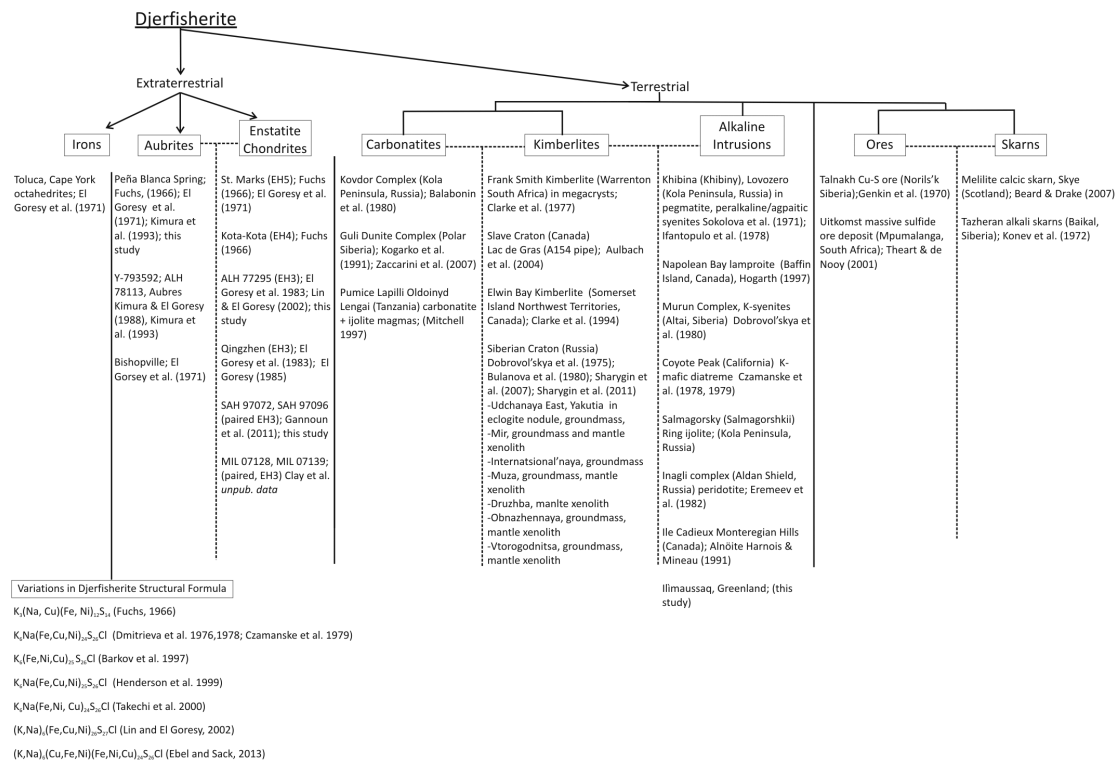 Djerfisherite
Extraterrestrial
Terrestrial
Irons
Aubrites
Enstatite
Chondrites
Carbonatites
Kimberlites
Alkaline
Intrusions
Ores
Skarns
Toluca, Cape York
octahedrites; El
Goresy et al. (1971)
Peña Blanca Spring;
Fuchs, (1966); El
Goresy et al.
(1971); Kimura et
al. (1993); this
study
Y-793592; ALH
78113, Aubres
Kimura & El Goresy
(1988), Kimura et
al. (1993)
Bishopville; El
Gorsey et al. (1971)
St. Marks (EH5); Fuchs
(1966); El Goresy et al.
(1971)
Kota-Kota (EH4); Fuchs
(1966)
ALH 77295 (EH3); El
Goresy et al. 1983; Lin
& El Goresy (2002); this
study
Qingzhen (EH3); El
Goresy et al. (1983); El
Goresy (1985)
SAH 97072, SAH 97096
(paired EH3); Gannoun
et al. (2011); this study
MIL 07128, MIL 07139;
(paired, EH3) Clay et al.
unpub. data
Kovdor Complex (Kola
Peninsula, Russia); Balabonin
et al. (1980)
Guli Dunite Complex (Polar
Siberia); Kogarko et al.
(1991); Zaccarini et al. (2007)
Pumice Lapilli Oldoinyd
Lengai (Tanzania) carbonatite
+ ijolite magmas; (Mitchell
1997)
Frank Smith Kimberlite (Warrenton
South Africa) in megacryts;
Clarke et al. (1977)
Slave Craton (Canada)
Lac de Gras (A154 pipe); Aulbach
et al. (2004)
Elwin Bay Kimberlite (Somerset
Island Northwest Territories,
Canada); Clarke et al. (1994)
Siberian Craton (Russia)
Dobrovol'skya et al. (1975);
Bulanova et al. (1980); Sharygin et
al. (2007); Sharygin et al. (2011)
-Udchanaya East, Yakutia in
eclogite nodule, groundmass,
-Mir, groundmass and mantle
xenolith
-Internatsional'naya, groundmass
-Muza, groundmass, mantle
xenolith
-Druzhba, manlte xenolith
-Obnazhennaya, groundmass,
mantle xenolith
-Vtorogodnitsa, groundmass,
mantle xenolith
Khibina (Khibiny), Lovozero
(Kola Peninsula, Russia) in
pegmatite, peralkaline/agpaitic
syenites Sokolova et al. (1971);
Ifantopulo et al. (1978)
Napolean Bay lamproite (Baffin
Island, Canada), Hogarth (1997)
Murun Complex, K-syenites
(Altai, Siberia) Dobrovol'skya et
al. (1980)
Coyote Peak (California) K-
mafic diatreme Czamanske et
al. (1978, 1979)
Salmagorsky (Salmagorshkii)
Ring ijolite; (Kola Peninsula,
Russia)
Inagli complex (Aldan Shield,
Russia) peridotite; Eremeev et
al. (1982)
Ile Cadieux Monteregian Hills
(Canada); Alnöite Harnois &
Mineau (1991)
Ilìmaussaq, Greenland; (this
study)
Talnakh Cu-S ore (Norils'k
Siberia);Genkin et al. (1970)
Uitkomst massive sulfide
ore deposit (Mpumalanga,
South Africa); Theart & de
Nooy (2001)
Melilite calcic skarn, Skye
(Scotland); Beard & Drake (2007)
Tazheran alkali skarns (Baikal,
Siberia); Konev et al. (1972)
Variations in Djerfisherite Structural Formula
K₃(Na, Cu)(Fe, Ni)₁₂S₁₄ (Fuchs, 1966)
K₆Na(Fe,Cu,Ni)₂₄S₂₆Cl (Dmitrieva et al. 1976,1978; Czamanske et al. 1979)
K₆(Fe,Ni,Cu)₂₅ S₂₆Cl (Barkov et al. 1997)
K₆Na(Fe,Cu,Ni)₂₅S₂₆Cl (Henderson et al. 1999)
K₆Na(Fe,Ni, Cu)₂₄S₂₆Cl (Takechi et al. 2000)
(K,Na)₆(Fe,Cu,Ni)₂₈S₂₇Cl (Lin and El Goresy, 2002)
(K,Na)₆(Cu,Fe,Ni)(Fe,Ni,Cu)₂₄S₂₆Cl (Ebel and Sack, 2013)